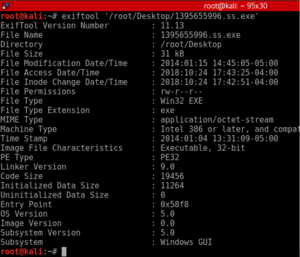 root@kali: ~ 95x30
root@kali:~# exiftool '/root/Desktop/1395655996.ss.exe'
ExifTool Version Number : 11.13
File Name : 1395655996.ss.exe
Directory : /root/Desktop
File Size : 31 kB
File Modification Date/Time : 2014:01:15 14:45:05-05:00
File Access Date/Time : 2018:10:24 17:43:25-04:00
File Inode Change Date/Time : 2018:10:24 17:42:51-04:00
File Permissions : rw-r--r--
File Type : Win32 EXE
File Type Extension : exe
MIME Type : application/octet-stream
Machine Type : Intel 386 or later, and compat
Time Stamp : 2014:01:04 13:31:09-05:00
Image File Characteristics : Executable, 32-bit
PE Type : PE32
Linker Version : 9.0
Code Size : 19456
Initialized Data Size : 11264
Uninitialized Data Size : 0
Entry Point : 0x58f8
OS Version : 5.0
Image Version : 0.0
Subsystem Version : 5.0
Subsystem : Windows GUI
root@kali:~#